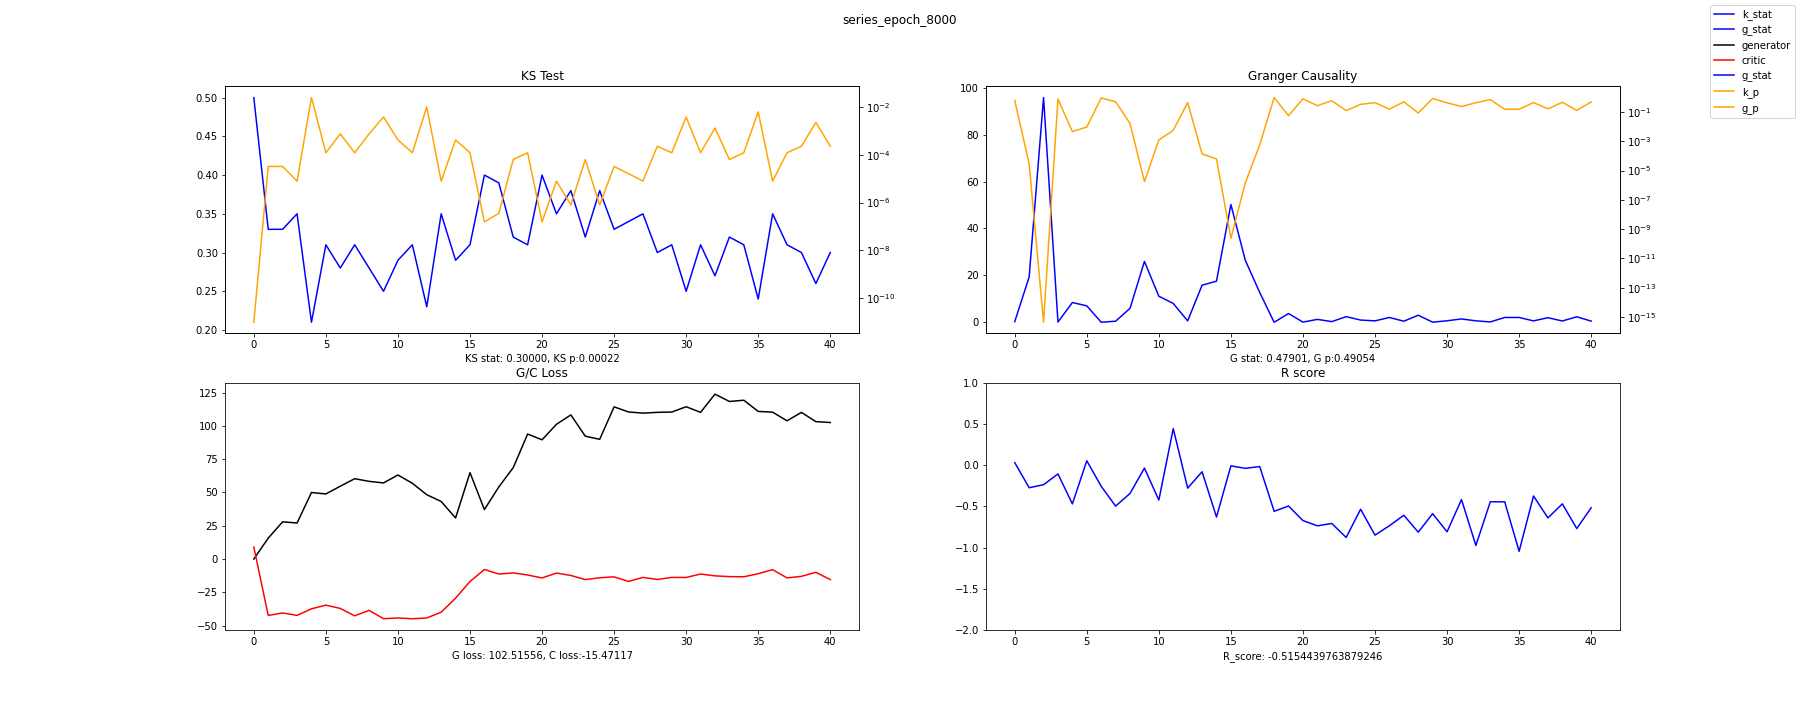 series_epoch_8000
k_stat
g_stat
generator
critic
g_stat
k_p
g_p
KS Test
0.50
0.45
0.40
0.35
0.30
0.25
0.20
10^-2
10^-4
10^-6
10^-8
10^-10
0 5 10 15 20 25 30 35 40
KS stat: 0.30000, KS p:0.00022
Granger Causality
100
80
60
40
20
0
10^-1
10^-3
10^-5
10^-7
10^-9
10^-11
10^-13
10^-15
0 5 10 15 20 25 30 35 40
G stat: 0.47901, G p:0.49054
G/C Loss
125
100
75
50
25
0
−25
−50
0 5 10 15 20 25 30 35 40
G loss: 102.51556, C loss:-15.47117
R score
1.0
0.5
0.0
−0.5
−1.0
−1.5
−2.0
0 5 10 15 20 25 30 35 40
R_score: -0.5154439763879246